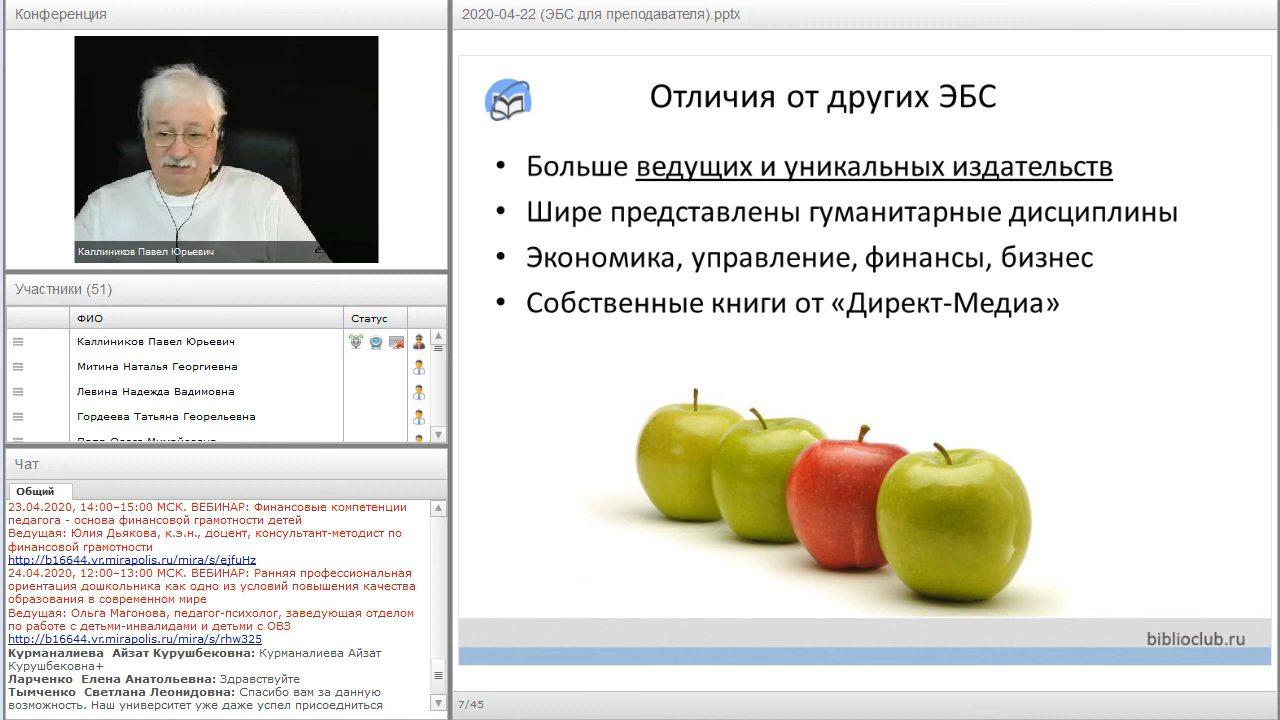 Конференция
Каллиников Павел Юрьевич
Участники (51)
ФИО
Статус
Каллиников Павел Юрьевич
Митина Наталья Георгиевна
Левина Надежда Вадимовна
Гордеева Татьяна Георельевна
Чат
Общий
23.04.2020, 14:00–15:00 МСК. ВЕБИНАР: Финансовые компетенции
педагога - основа финансовой грамотности детей
Ведущая: Юлия Дьякова, к.э.н., доцент, консультант-методист по
финансовой грамотности
http://b16644.vr.mirapolis.ru/mira/s/ejfuHz
24.04.2020, 12:00–13:00 МСК. ВЕБИНАР: Ранняя профессиональная
ориентация дошкольника как одно из условий повышения качества
образования в современном мире
Ведущая: Ольга Магонова, педагог-психолог, заведующая отделом
по работе с детьми-инвалидами и детьми с ОВЗ
http://b16644.vr.mirapolis.ru/mira/s/rhw325
Курманалиева Айзат Курушбековна: Курманалиева Айзат
Курушбековна+
Ларченко Елена Анатольевна: Здравствуйте
Тымченко Светлана Леонидовна: Спасибо вам за данную
возможность. Наш университет уже даже успел присоединиться
2020-04-22 (ЭБС для преподавателя).pptx
Отличия от других ЭБС
• Больше ведущих и уникальных издательств
• Шире представлены гуманитарные дисциплины
• Экономика, управление, финансы, бизнес
• Собственные книги от «Директ-Медиа»
biblioclub.ru
7/45